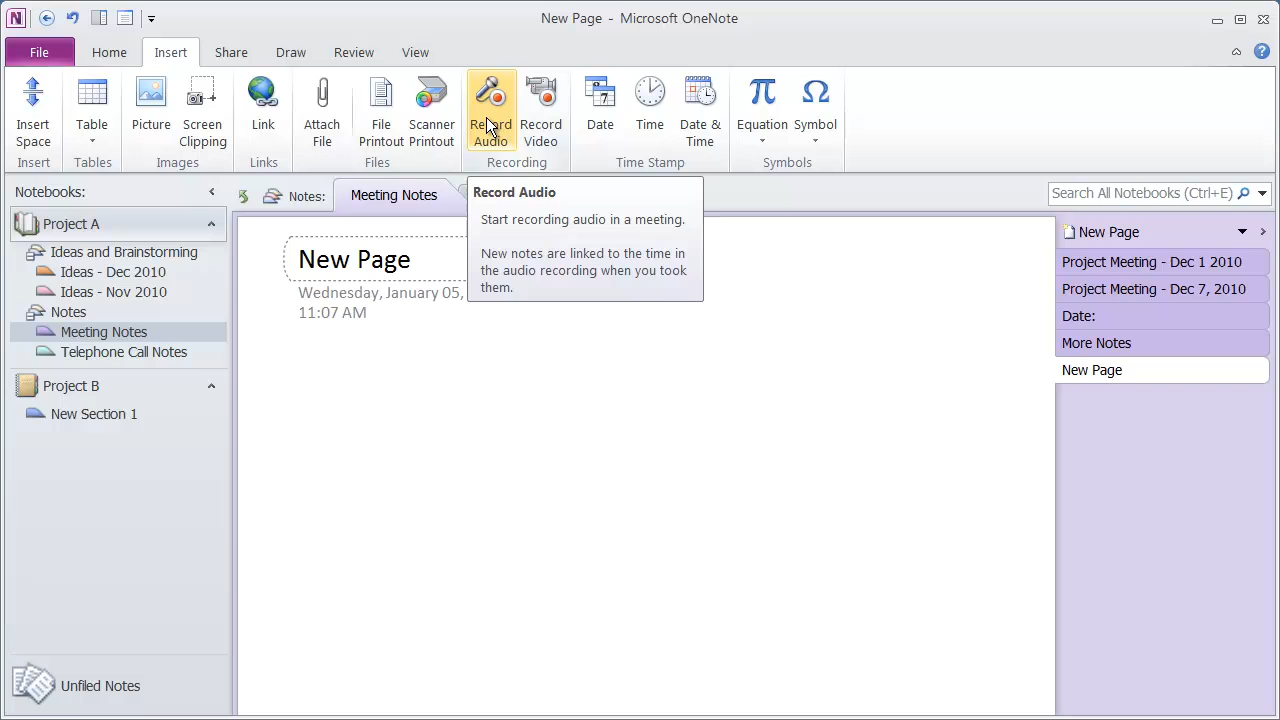 New Page - Microsoft OneNote
File Home Insert Share Draw Review View
Insert Space
Table
Picture
Screen Clipping
Link
Attach File
File Printout
Scanner Printout
Record Audio
Record Video
Date
Time
Date & Time
Equation
Symbol
Insert Tables Images Links Files Recording Time Stamp Symbols
Notebooks:
Project A
Ideas and Brainstorming
Ideas - Dec 2010
Ideas - Nov 2010
Notes
Meeting Notes
Telephone Call Notes
Project B
New Section 1
Unfiled Notes
Notes: Meeting Notes
Search All Notebooks (Ctrl+E)
New Page
Wednesday, January 05,
11:07 AM
Record Audio
Start recording audio in a meeting.
New notes are linked to the time in
the audio recording when you took
them.
New Page
Project Meeting - Dec 1 2010
Project Meeting - Dec 7, 2010
Date:
More Notes
New Page